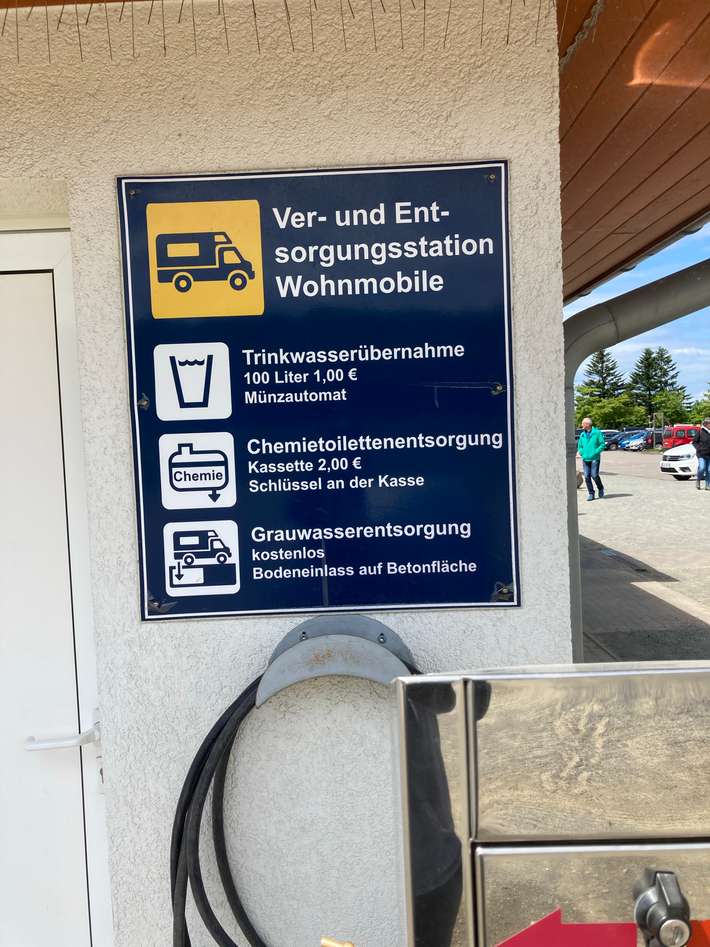 Ver- und Ent-
sorgungsstation
Wohnmobile
Trinkwasserübernahme
100 Liter 1,00 €
Münzautomat
Chemietoilettenentsorgung
Chemie
Kassette 2,00 €
Schlüssel an der Kasse
Grauwasserentsorgung
kostenlos
Bodeneinlass auf Betonfläche